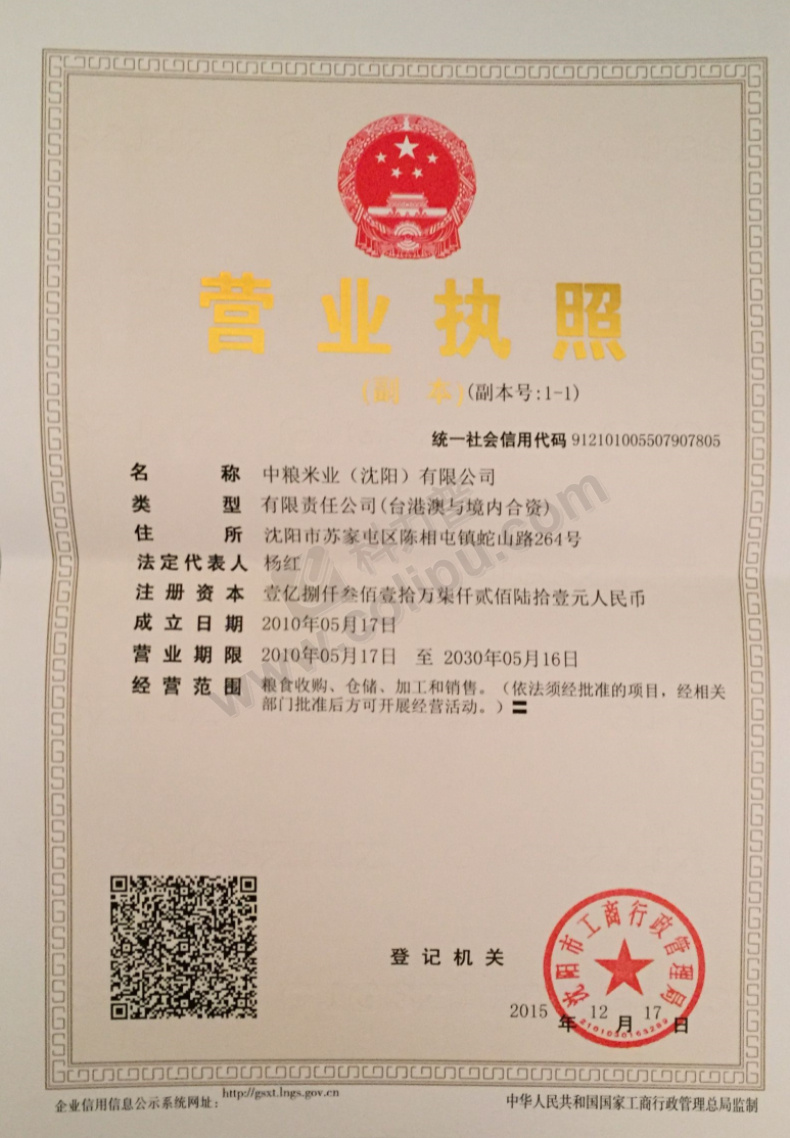 营业执照
(副 本) (副本号:1-1)
统一社会信用代码 912101005507907805
名 称 中粮米业（沈阳）有限公司
类 型 有限责任公司(台港澳与境内合资)
住 所 沈阳市苏家屯区陈相屯镇蛇山路264号
法定代表人 杨红
注册资本 壹亿捌仟叁佰壹拾万柒仟贰佰陆拾壹元人民币
成立日期 2010年05月17日
营业期限 2010年05月17日 至 2030年05月16日
经营范围 粮食收购、仓储、加工和销售。（依法须经批准的项目，经相关
部门批准后方可开展经营活动。）〓
科力普
www.colipu.com
登记机关
沈阳市工商行政管理局
2015 年 12 月 17 日
企业信用信息公示系统网址： http://gsxt.lngs.gov.cn
中华人民共和国国家工商行政管理总局监制